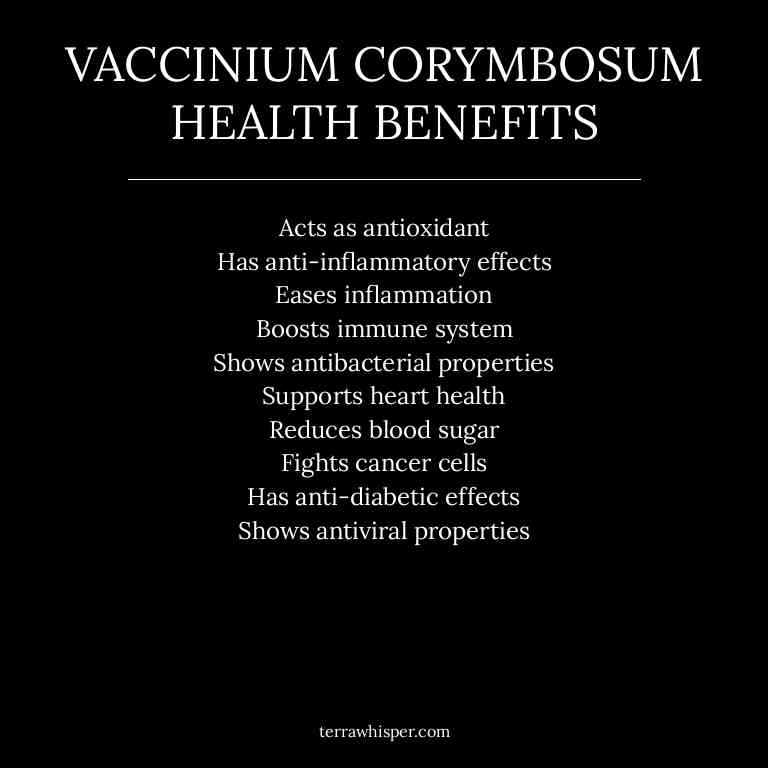 VACCINIUM CORYMBOSUM
HEALTH BENEFITS
Acts as antioxidant
Has anti-inflammatory effects
Eases inflammation
Boosts immune system
Shows antibacterial properties
Supports heart health
Reduces blood sugar
Fights cancer cells
Has anti-diabetic effects
Shows antiviral properties
terrawhisper.com